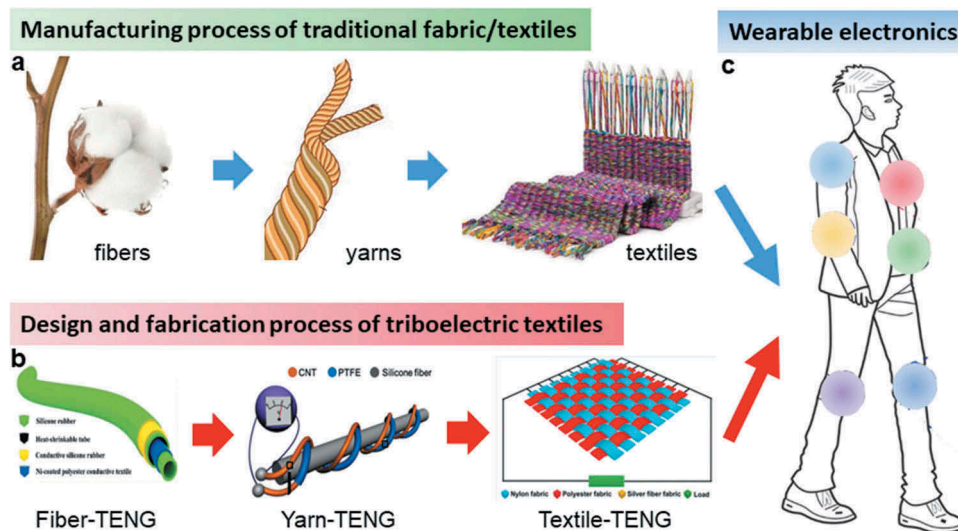 Manufacturing process of traditional fabric/textiles
Wearable electronics
a
fibers
yarns
textiles
c
Design and fabrication process of triboelectric textiles
b
Silicone rubber
Heat-shrinkable tube
Conductive silicone rubber
Ni-coated polyester conductive textile
Fiber-TENG
CNT
PTFE
Silicone fiber
Yarn-TENG
Nylon fabric
Polyester fabric
Silver fiber fabric
Load
Textile-TENG